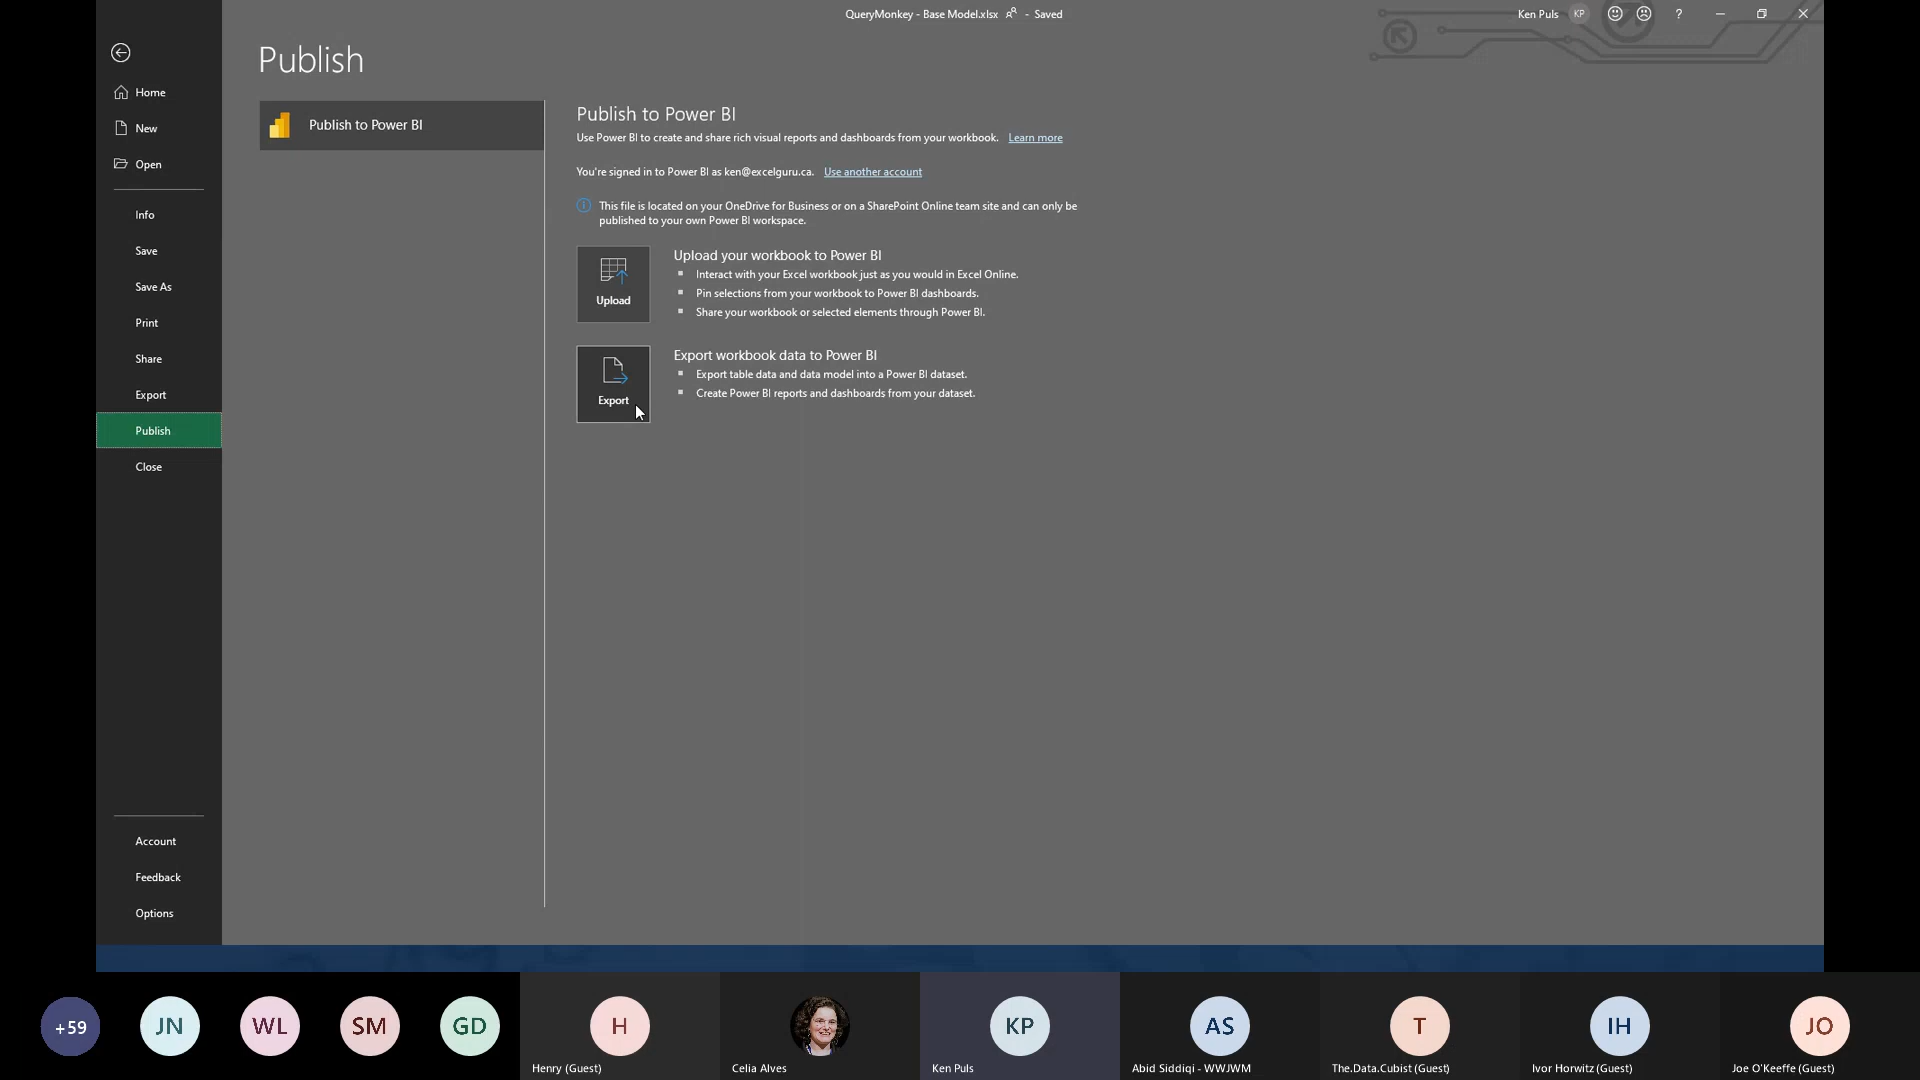 QueryMonkey - Base Model.xlsx - Saved
Ken Puls
KP
?
Publish
Home
New
Open
Info
Save
Save As
Print
Share
Export
Publish
Close
Account
Feedback
Options
Publish to Power BI
Publish to Power BI
Use Power BI to create and share rich visual reports and dashboards from your workbook. Learn more
You're signed in to Power BI as ken@excelguru.ca. Use another account
This file is located on your OneDrive for Business or on a SharePoint Online team site and can only be
published to your own Power BI workspace.
Upload
Upload your workbook to Power BI
Interact with your Excel workbook just as you would in Excel Online.
Pin selections from your workbook to Power BI dashboards.
Share your workbook or selected elements through Power BI.
Export
Export workbook data to Power BI
Export table data and data model into a Power BI dataset.
Create Power BI reports and dashboards from your dataset.
+59
JN
WL
SM
GD
H
Henry (Guest)
Celia Alves
KP
Ken Puls
AS
Abid Siddiqi - WWJWM
T
The.Data.Cubist (Guest)
IH
Ivor Horwitz (Guest)
JO
Joe O'Keeffe (Guest)